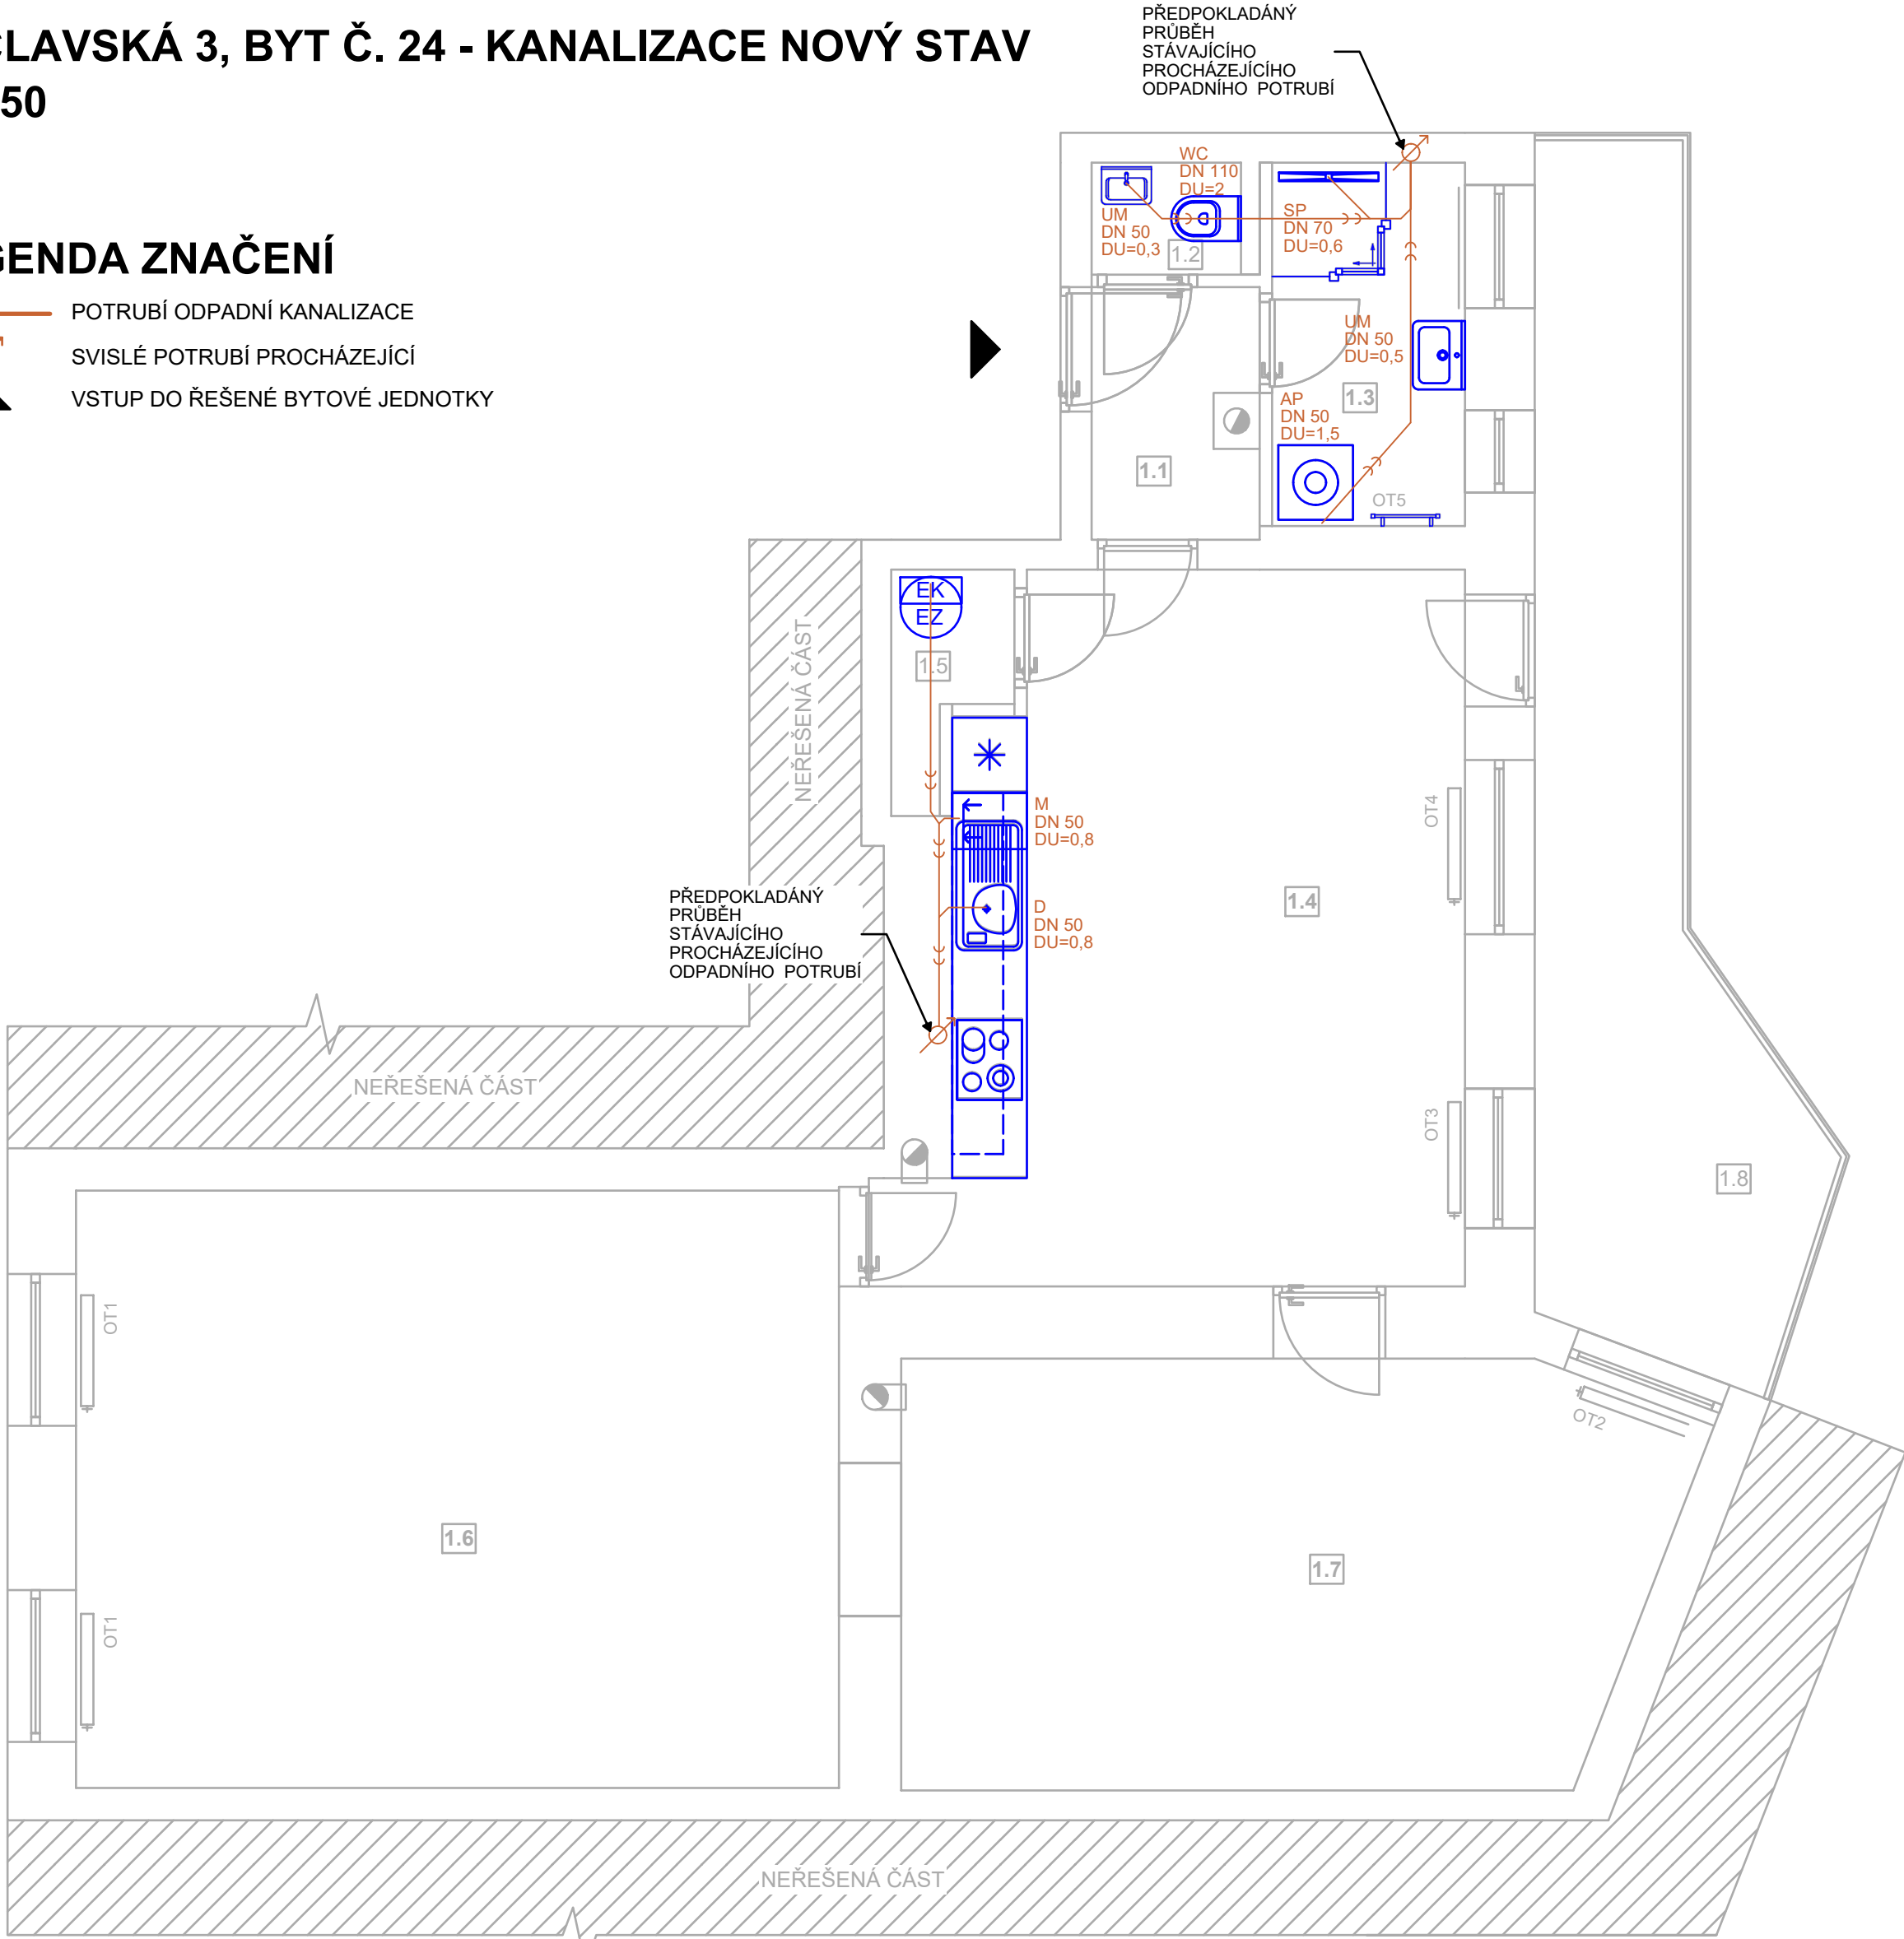 CLAVSKÁ 3, BYT Č. 24 - KANALIZACE NOVÝ STAV
50
PŘEDPOKLADÁNÝ
PRŮBĚH
STÁVAJÍCÍHO
PROCHÁZEJÍCÍHO
ODPADNÍHO POTRUBÍ
GENDA ZNAČENÍ
POTRUBÍ ODPADNÍ KANALIZACE
SVISLÉ POTRUBÍ PROCHÁZEJÍCÍ
VSTUP DO ŘEŠENÉ BYTOVÉ JEDNOTKY
WC
DN 110
DU=2
UM
DN 50
DU=0,3
1.2
SP
DN 70
DU=0,6
UM
DN 50
DU=0,5
1.3
AP
DN 50
DU=1,5
1.1
OT5
EK
EZ
1.5
NEŘEŠENÁ ČÁST
M
DN 50
DU=0,8
OT4
1.4
D
DN 50
DU=0,8
PŘEDPOKLADÁNÝ
PRŮBĚH
STÁVAJÍCÍHO
PROCHÁZEJÍCÍHO
ODPADNÍHO POTRUBÍ
NEŘEŠENÁ ČÁST
OT3
1.8
OT1
OT2
1.6
1.7
OT1
NEŘEŠENÁ ČÁST